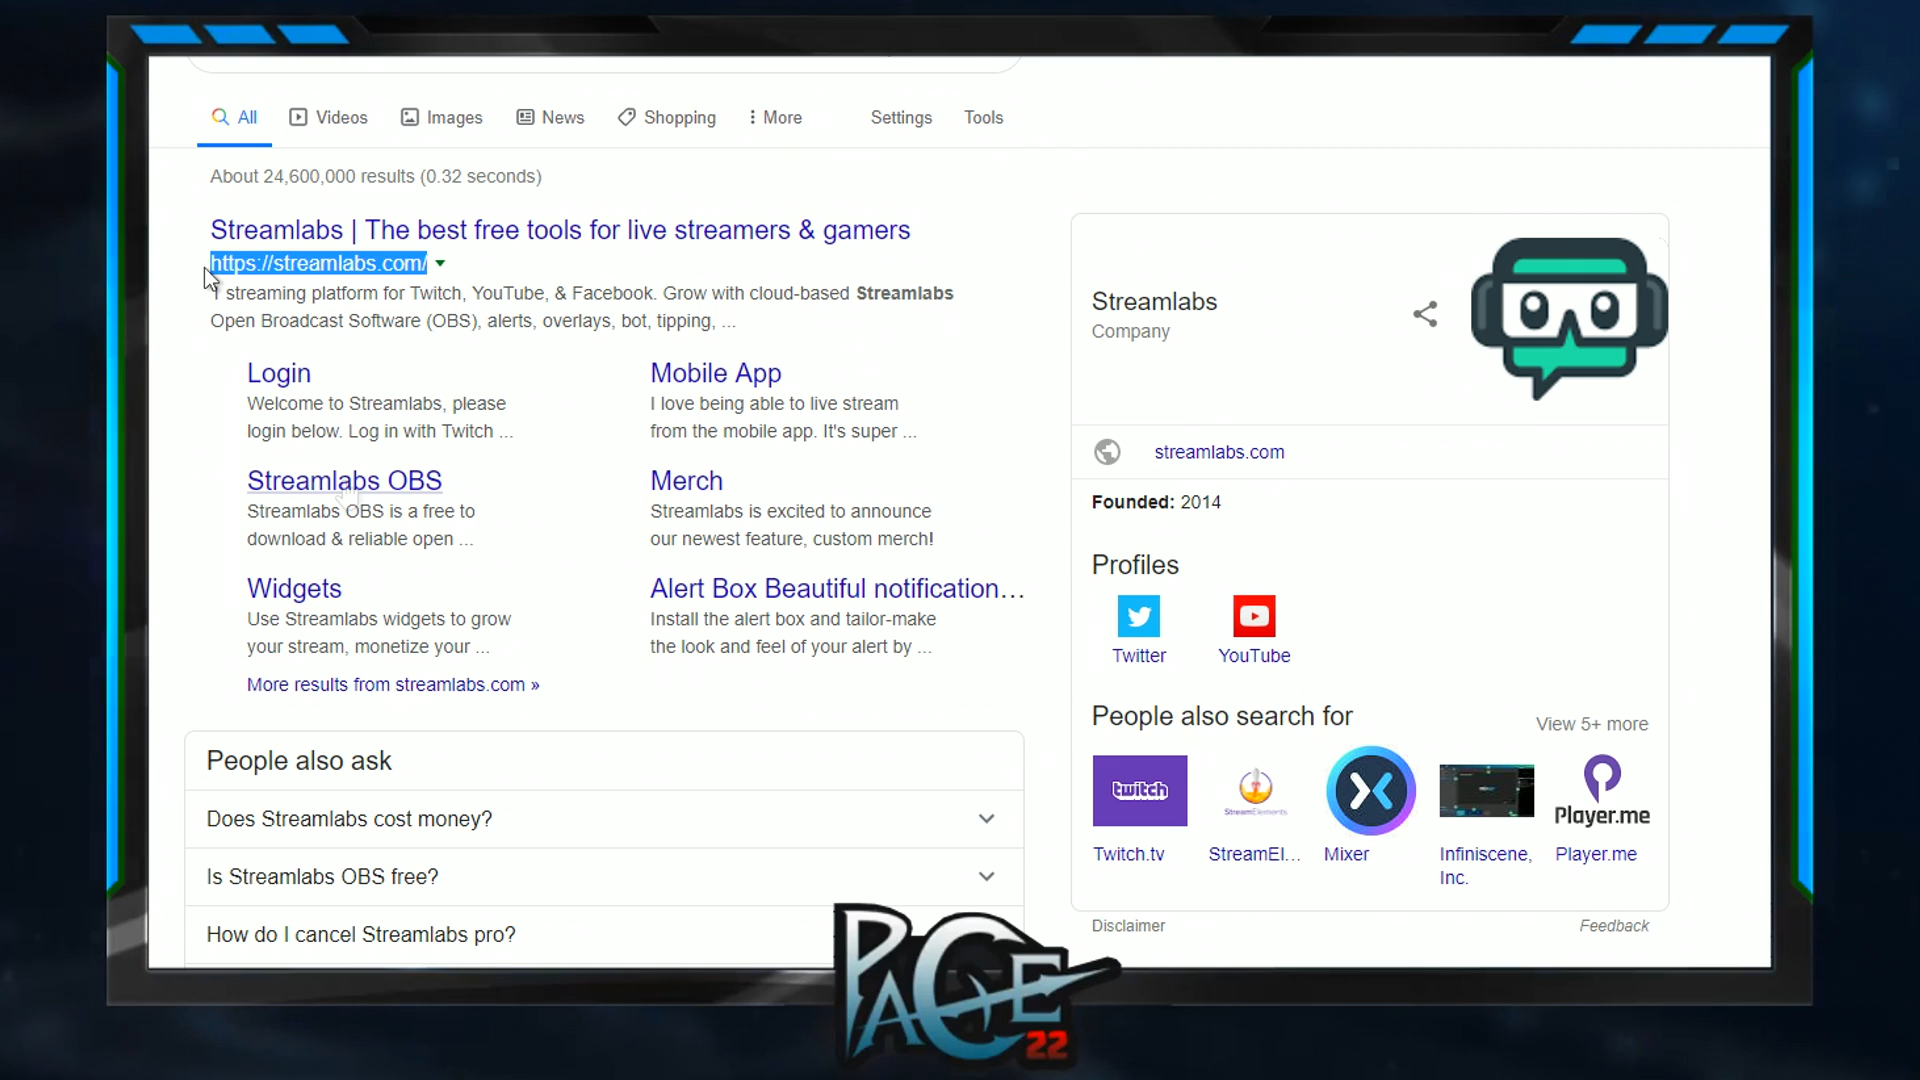 All Videos Images News Shopping More Settings Tools
About 24,600,000 results (0.32 seconds)
Streamlabs | The best free tools for live streamers & gamers
https://streamlabs.com/
1 streaming platform for Twitch, YouTube, & Facebook. Grow with cloud-based Streamlabs
Open Broadcast Software (OBS), alerts, overlays, bot, tipping, ...
Login
Welcome to Streamlabs, please
login below. Log in with Twitch ...
Mobile App
I love being able to live stream
from the mobile app. It's super ...
Streamlabs OBS
Streamlabs OBS is a free to
download & reliable open ...
Merch
Streamlabs is excited to announce
our newest feature, custom merch!
Widgets
Use Streamlabs widgets to grow
your stream, monetize your ...
Alert Box Beautiful notification...
Install the alert box and tailor-make
the look and feel of your alert by ...
More results from streamlabs.com »
People also ask
Does Streamlabs cost money?
Is Streamlabs OBS free?
How do I cancel Streamlabs pro?
Streamlabs
Company
streamlabs.com
Founded: 2014
Profiles
Twitter YouTube
People also search for
View 5+ more
twitch
StreamElements
Player.me
Twitch.tv StreamEl... Mixer Infiniscene, Player.me
Inc.
Disclaimer Feedback
PACE
22